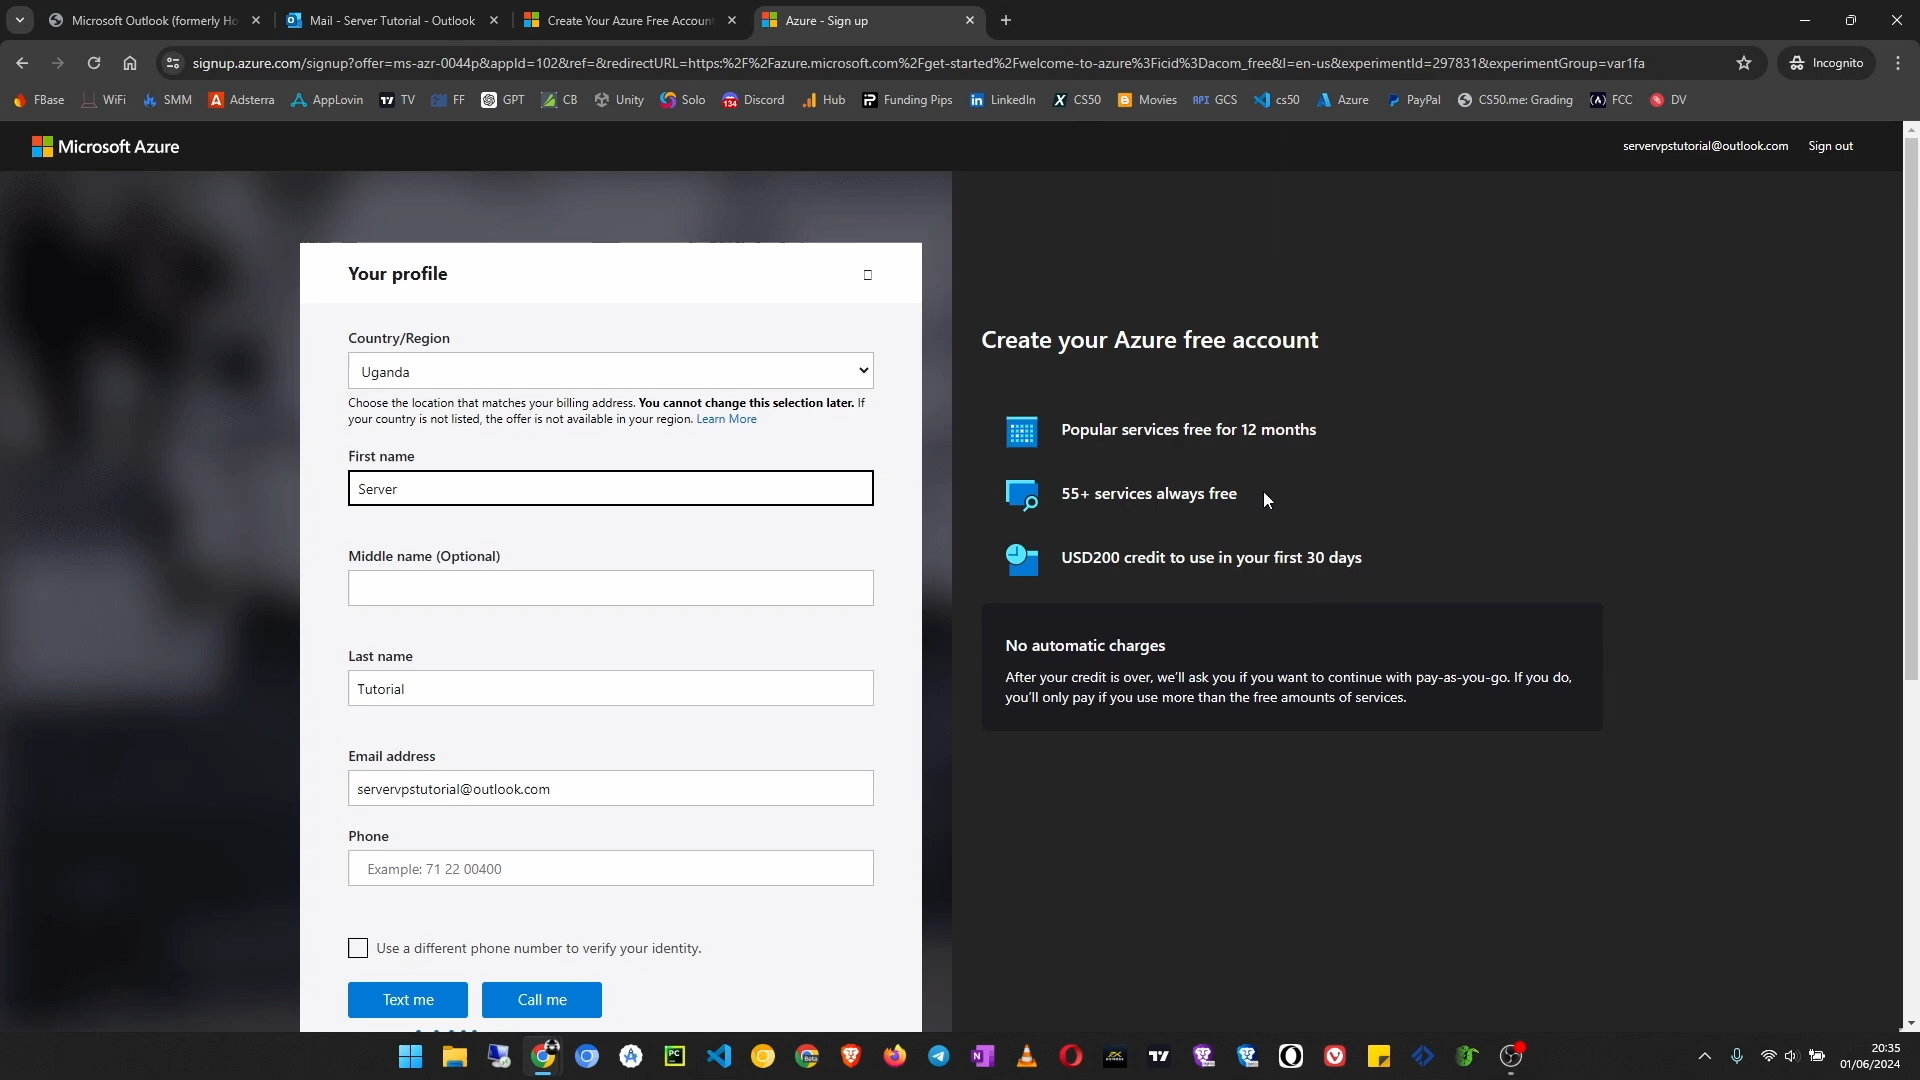 Microsoft Outlook (formerly Ho
Mail - Server Tutorial - Outlook
Create Your Azure Free Account
Azure - Sign up
signup.azure.com/signup?offer=ms-azr-0044p&appId=102&ref=&redirectURL=https:%2F%2Fazure.microsoft.com%2Fget-started%2Fwelcome-to-azure%3Ficid%3Dacom_free&l=en-us&experimentId=297831&experimentGroup=var1fa
Incognito
FBase
WiFi
SMM
Adsterra
AppLovin
TV
FF
GPT
CB
Unity
Solo
Discord
Hub
Funding Pips
LinkedIn
CS50
Movies
API GCS
cs50
Azure
PayPal
CS50.me: Grading
FCC
DV
Microsoft Azure
servervpstutorial@outlook.com
Sign out
Your profile
Country/Region
Uganda
Choose the location that matches your billing address. You cannot change this selection later. If
your country is not listed, the offer is not available in your region. Learn More
First name
Server
Middle name (Optional)
Last name
Tutorial
Email address
servervpstutorial@outlook.com
Phone
Example: 71 22 00400
Use a different phone number to verify your identity.
Text me
Call me
Create your Azure free account
Popular services free for 12 months
55+ services always free
USD200 credit to use in your first 30 days
No automatic charges
After your credit is over, we'll ask you if you want to continue with pay-as-you-go. If you do,
you'll only pay if you use more than the free amounts of services.
20:35
01/06/2024